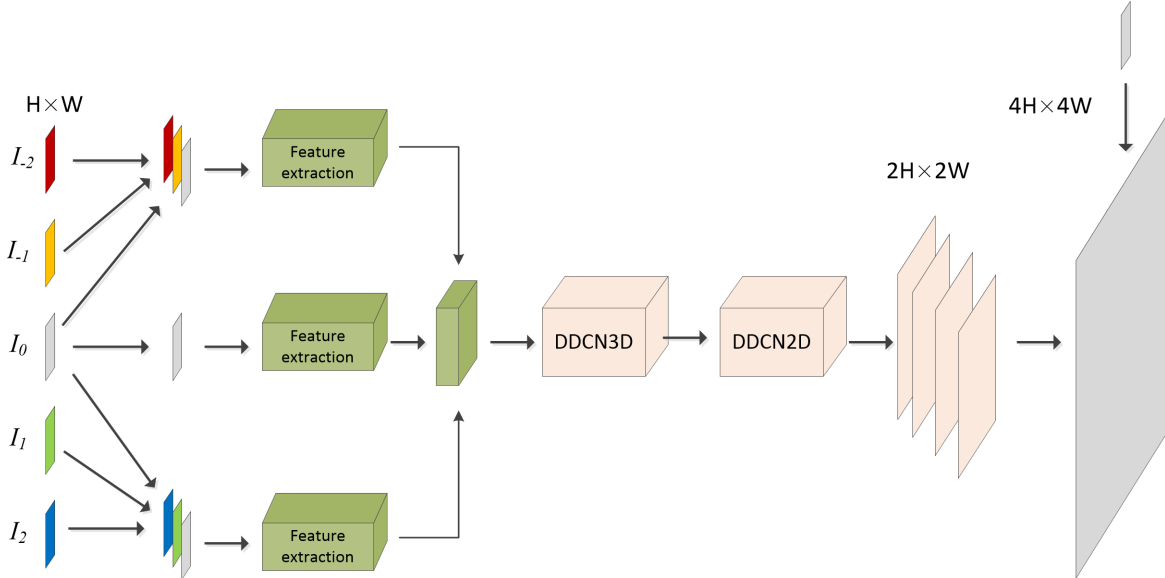 H×W
4H×4W
I-2
Feature
extraction
2H×2W
I-1
I0
Feature
extraction
DDCN3D
DDCN2D
I1
I2
Feature
extraction